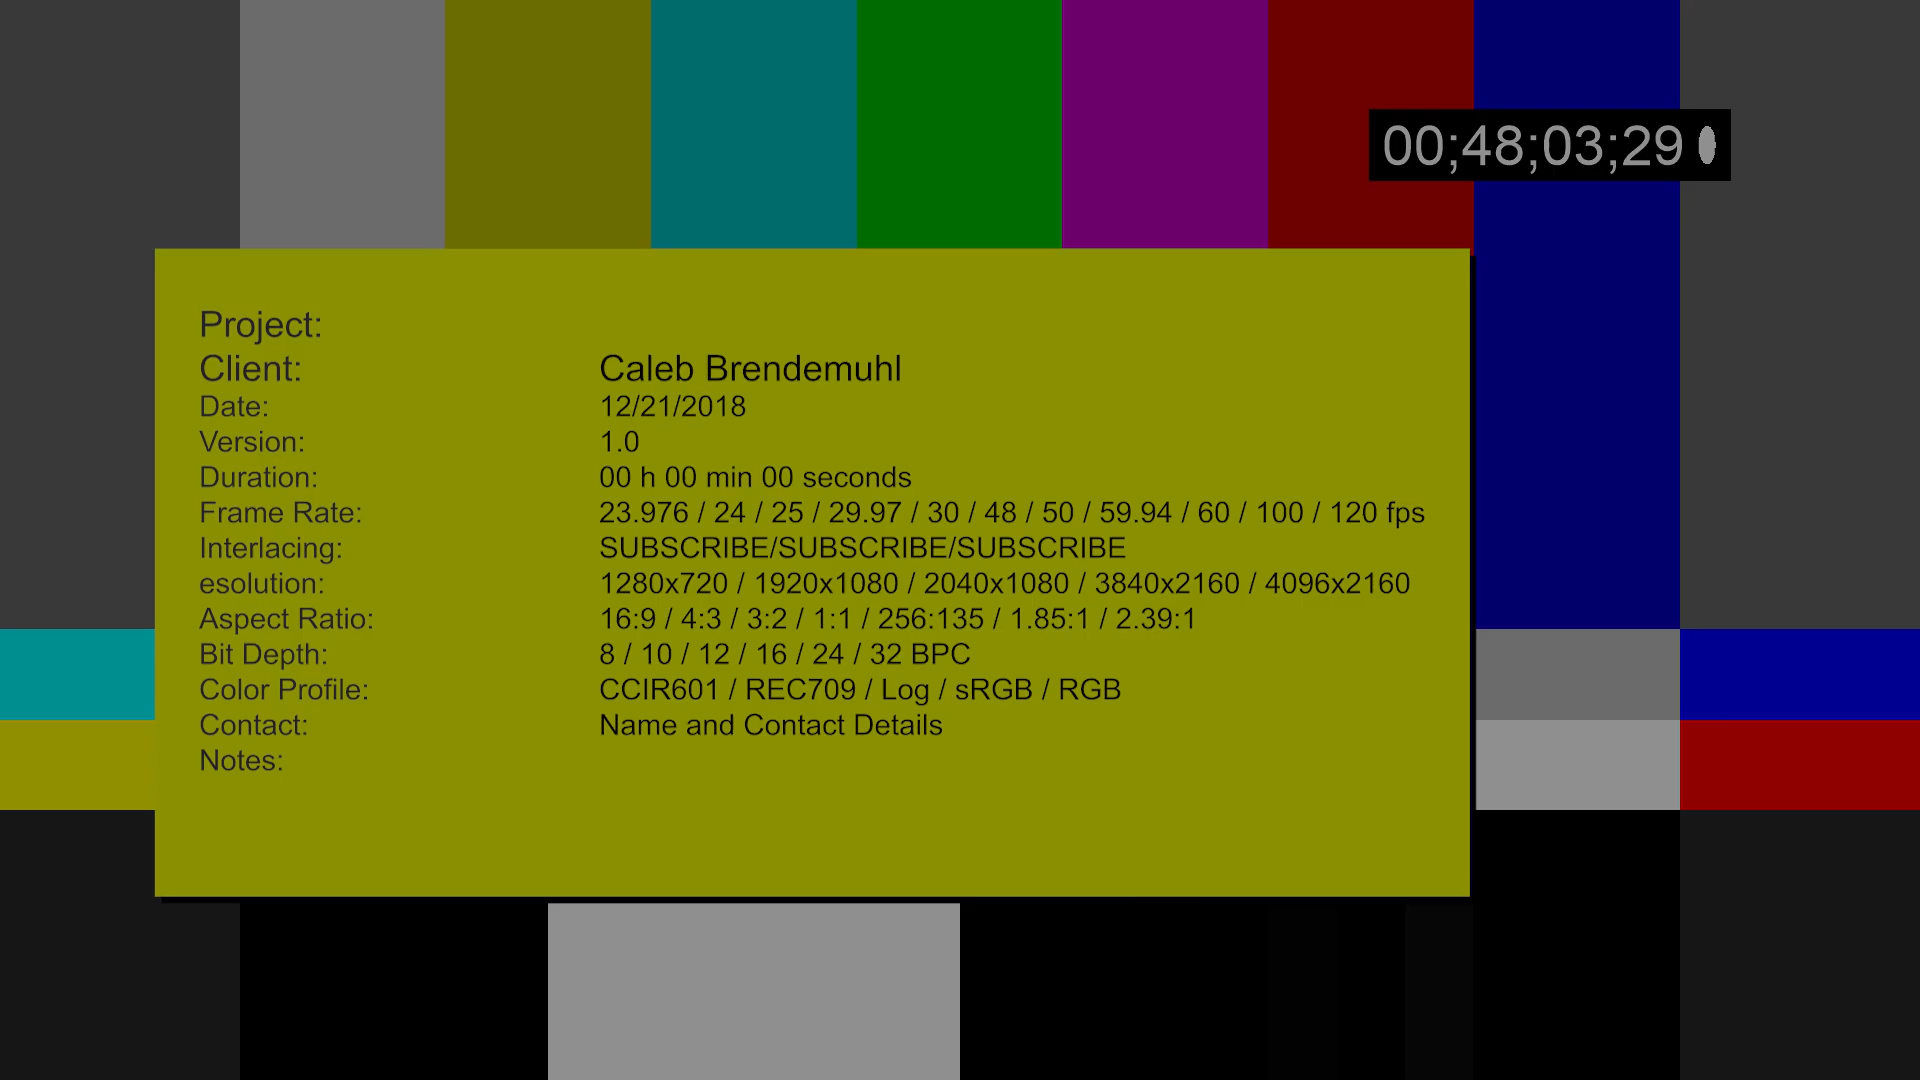 00;48;03;29
Project:
Client: Caleb Brendemuhl
Date: 12/21/2018
Version: 1.0
Duration: 00 h 00 min 00 seconds
Frame Rate: 23.976 / 24 / 25 / 29.97 / 30 / 48 / 50 / 59.94 / 60 / 100 / 120 fps
Interlacing: SUBSCRIBE/SUBSCRIBE/SUBSCRIBE
esolution: 1280x720 / 1920x1080 / 2040x1080 / 3840x2160 / 4096x2160
Aspect Ratio: 16:9 / 4:3 / 3:2 / 1:1 / 256:135 / 1.85:1 / 2.39:1
Bit Depth: 8 / 10 / 12 / 16 / 24 / 32 BPC
Color Profile: CCIR601 / REC709 / Log / sRGB / RGB
Contact: Name and Contact Details
Notes: